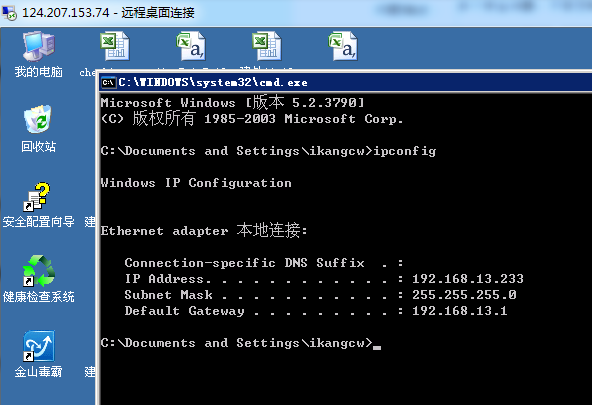 124.207.153.74 - 远程桌面连接
我的电脑
回收站
安全配置向导
建
健康检查系统
金山毒霸
建
C:\WINDOWS\system32\cmd.exe
Microsoft Windows [版本 5.2.3790]
(C) 版权所有 1985-2003 Microsoft Corp.
C:\Documents and Settings\ikangcw>ipconfig
Windows IP Configuration
Ethernet adapter 本地连接:
Connection-specific DNS Suffix  . :
IP Address. . . . . . . . . . . . : 192.168.13.233
Subnet Mask . . . . . . . . . . . : 255.255.255.0
Default Gateway . . . . . . . . . : 192.168.13.1
C:\Documents and Settings\ikangcw>